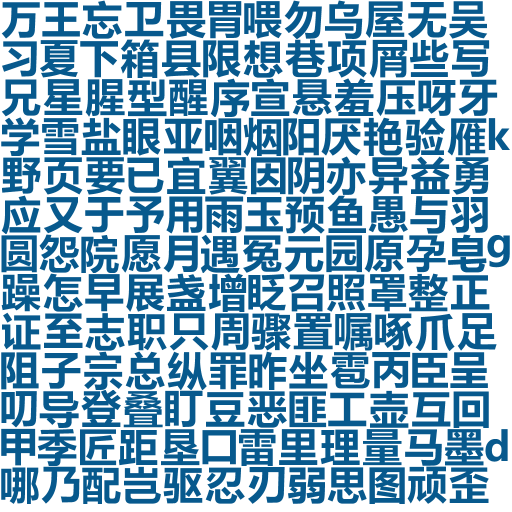 万王忘卫畏胃喂勿乌屋无吴
习夏下箱县限想巷项屑些写
兄星腥型醒序宣悬羞压呀牙
学雪盐眼亚咽烟阳厌艳验雁k
野页要已宜翼因阴亦异益勇
应又于予用雨玉预鱼愚与羽
圆怨院愿月遇冤元园原孕皂g
躁怎早展盏增眨召照罩整正
证至志职只周骤置嘱啄爪足
阻子宗总纵罪昨坐雹丙臣呈
叨导登叠盯豆恶匪工壶互回
甲季匠距垦口雷里理量马墨d
哪乃配岂驱忍刃弱思图顽歪